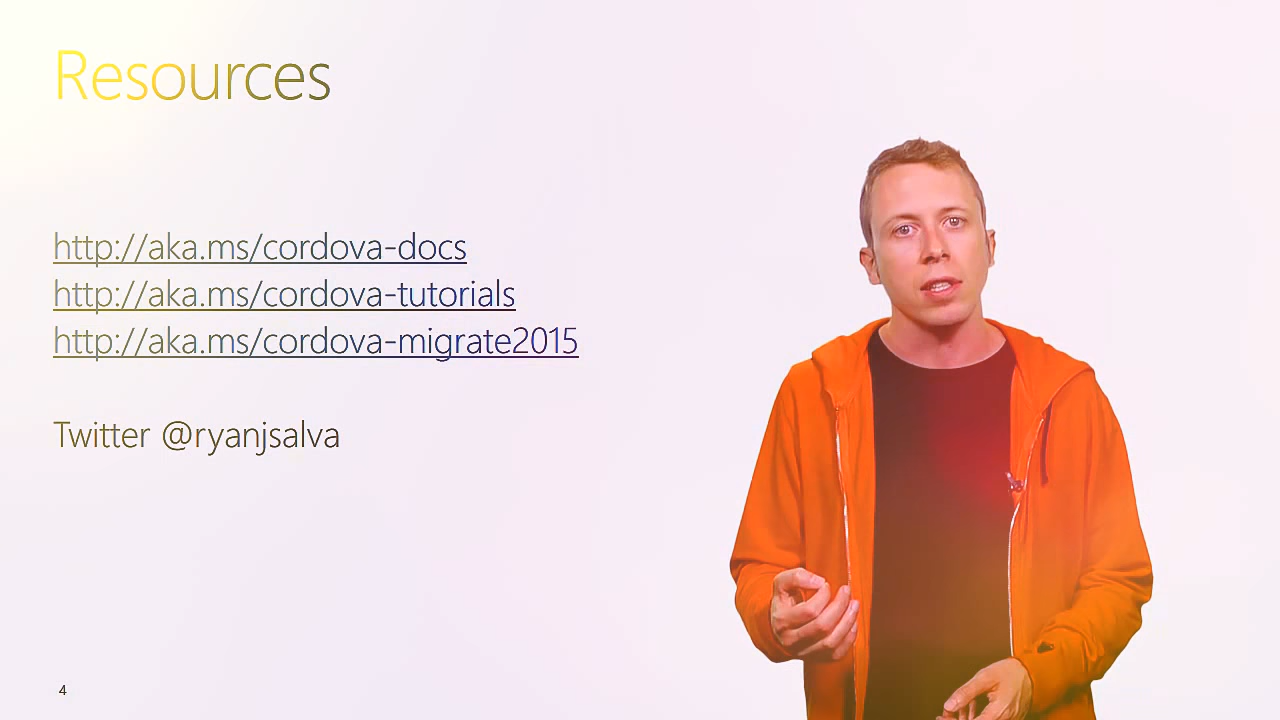 Resources
http://aka.ms/cordova-docs
http://aka.ms/cordova-tutorials
http://aka.ms/cordova-migrate2015
Twitter @ryanjsalva
4